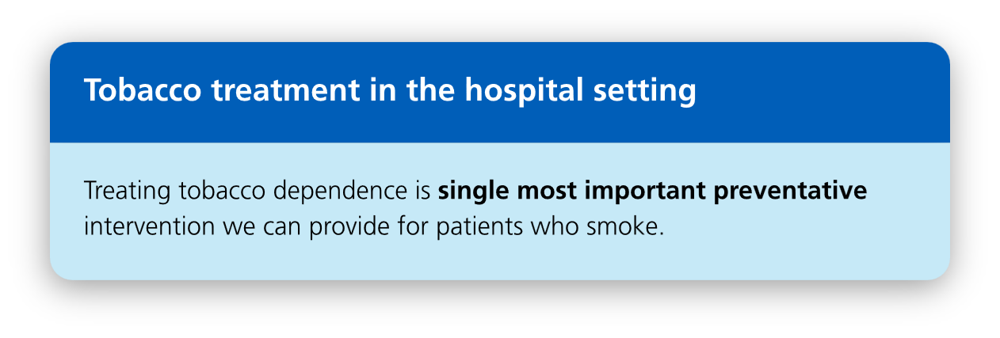 Tobacco treatment in the hospital setting
Treating tobacco dependence is single most important preventative
intervention we can provide for patients who smoke.